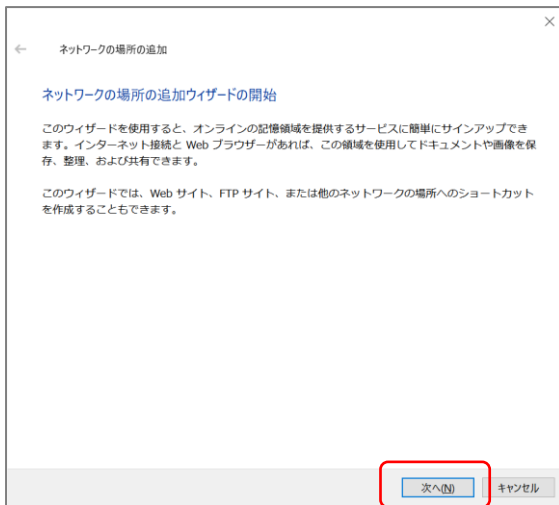 ネットワークの場所の追加
ネットワークの場所の追加ウィザードの開始
このウィザードを使用すると、オンラインの記憶領域を提供するサービスに簡単にサインアップでき
ます。インターネット接続と Web ブラウザーがあれば、この領域を使用してドキュメントや画像を保
存、整理、および共有できます。
このウィザードでは、Web サイト、FTP サイト、または他のネットワークの場所へのショートカット
を作成することもできます。
次へ(N) キャンセル